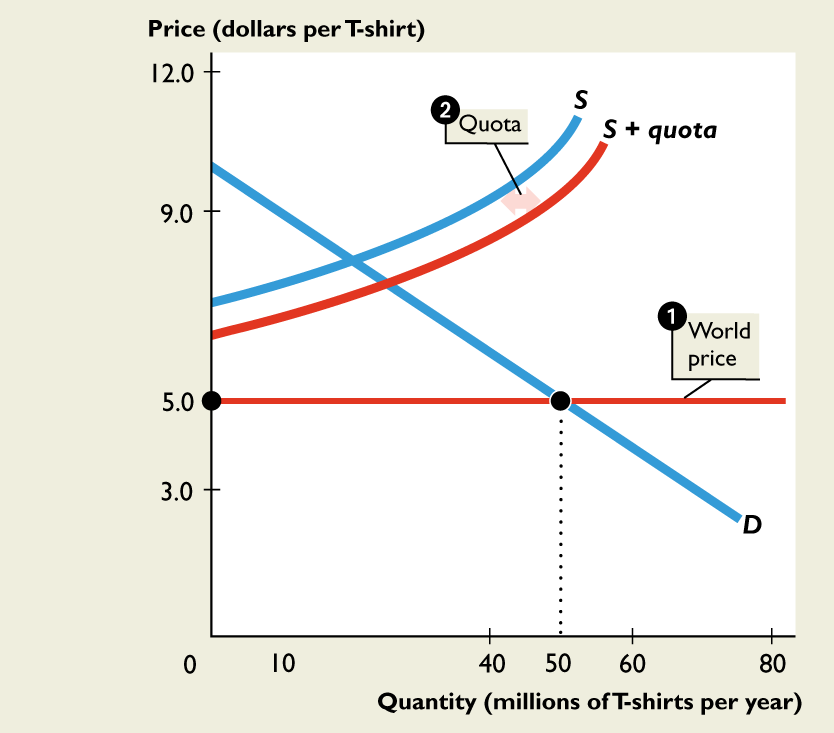 Price (dollars per T-shirt)
12.0
S
2
Quota
S + quota
9.0
1
World
price
5.0
3.0
D
0
10
40
50
60
80
Quantity (millions of T-shirts per year)